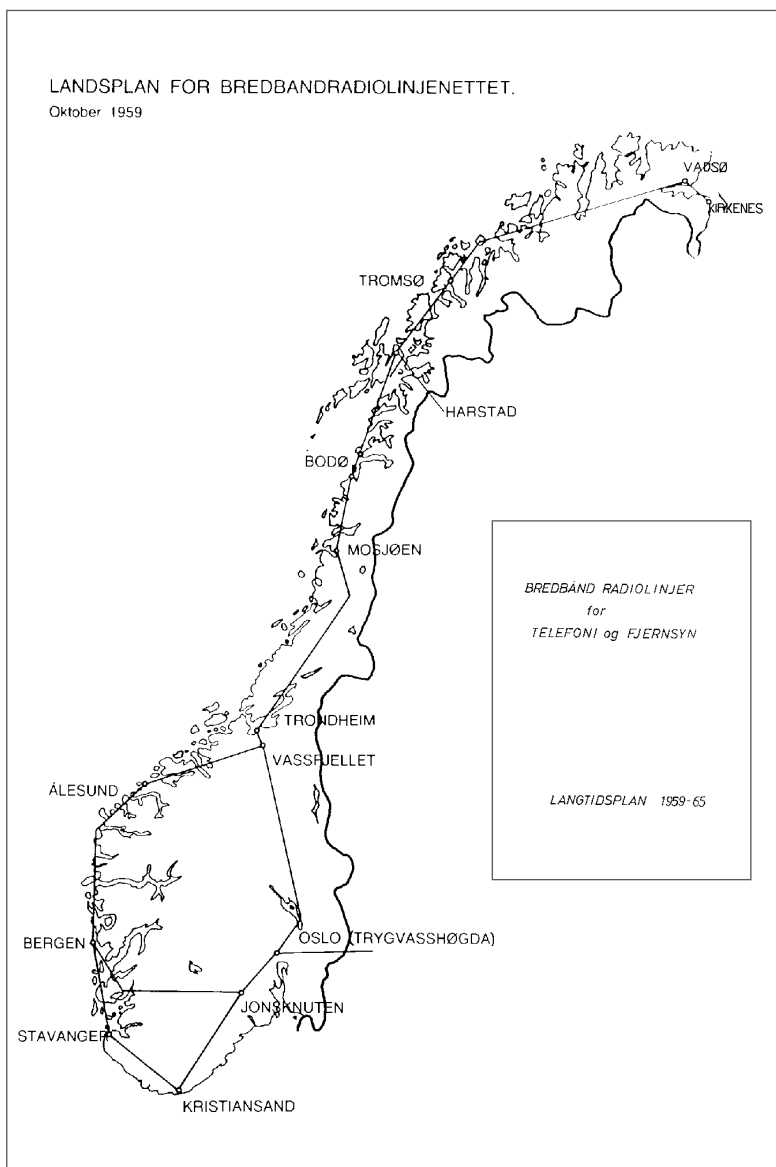 LANDSPLAN FOR BREDBANDRADIOLINJENETTET.
Oktober 1959
VADSØ
KIRKENES
TROMSØ
HARSTAD
BODØ
MOSJØEN
BREDBÅND RADIOLINJER
for
TELEFONI og FJERNSYN
TRONDHEIM
VASSFJELLET
ÅLESUND
LANGTIDSPLAN 1959-65
OSLO (TRYGVASSHØGDA)
BERGEN
JONSKNUTEN
STAVANGER
KRISTIANSAND